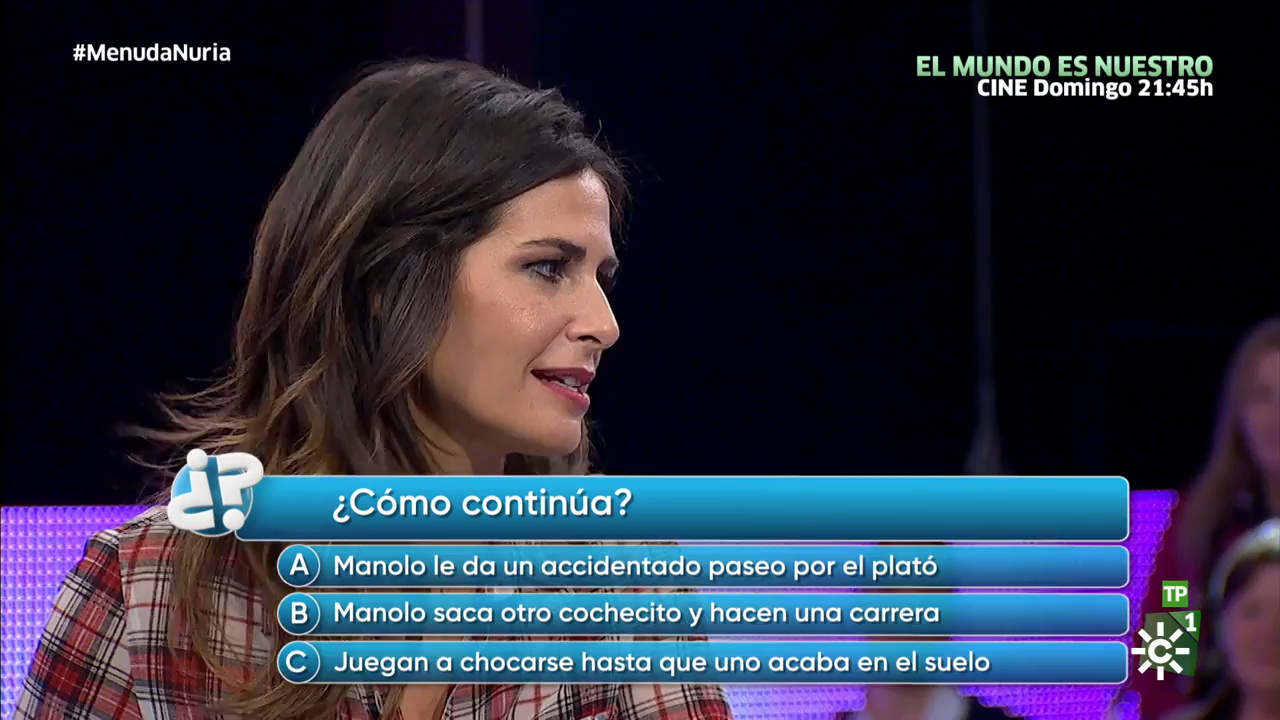 #MenudaNuria
EL MUNDO ES NUESTRO
CINE Domingo 21:45h
¿Cómo continúa?
A Manolo le da un accidentado paseo por el plató
B Manolo saca otro cochecito y hacen una carrera
C Juegan a chocarse hasta que uno acaba en el suelo
TP
1